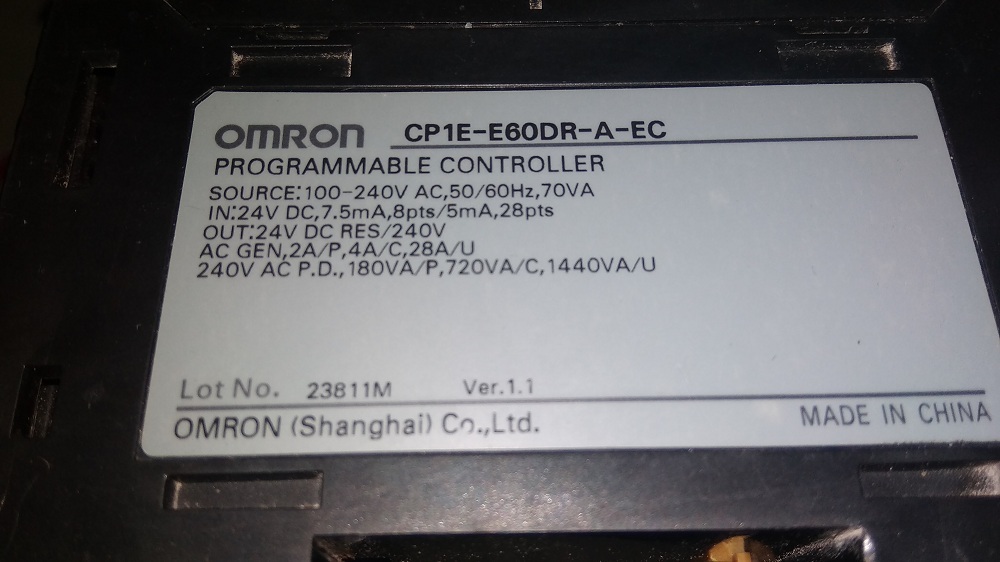 OMRON CP1E-E60DR-A-EC
PROGRAMMABLE CONTROLLER
SOURCE:100-240V AC,50/60Hz,70VA
IN:24V DC,7.5mA,8pts/5mA,28pts
OUT:24V DC RES/240V
AC GEN,2A/P,4A/C,28A/U
240V AC P.D.,180VA/P,720VA/C,1440VA/U
Lot No. 23811M Ver.1.1
OMRON (Shanghai) Co.,Ltd.
MADE IN CHINA